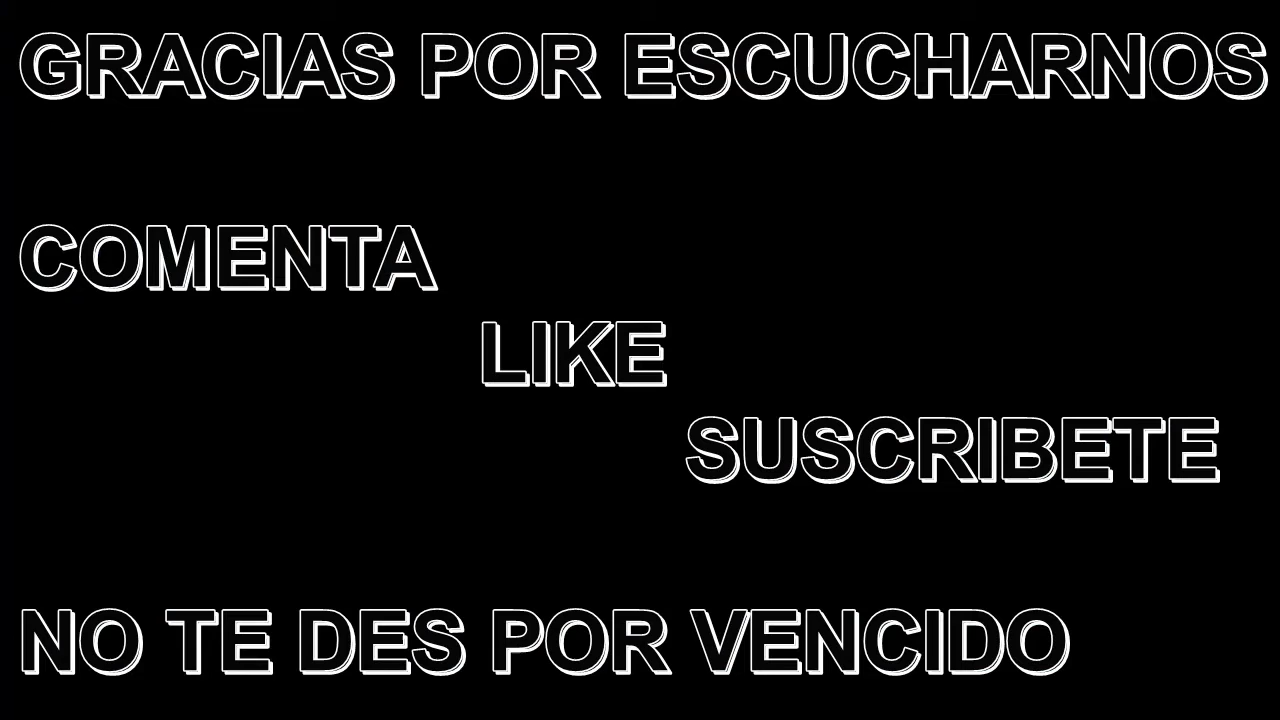 GRACIAS POR ESCUCHARNOS
COMENTA
LIKE
SUSCRIBETE
NO TE DES POR VENCIDO